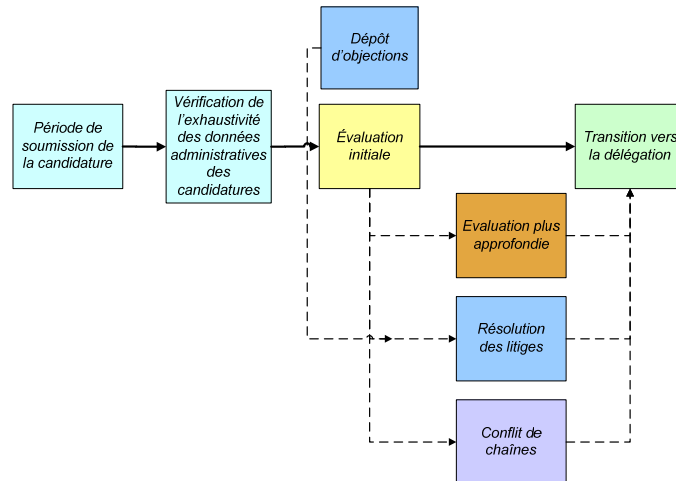 Dépôt
d'objections
Période de
soumission de
la candidature
Vérification de
l'exhaustivité
des données
administratives
des
candidatures
Évaluation
initiale
Transition vers
la délégation
Evaluation plus
approfondie
Résolution
des litiges
Conflit de
chaînes